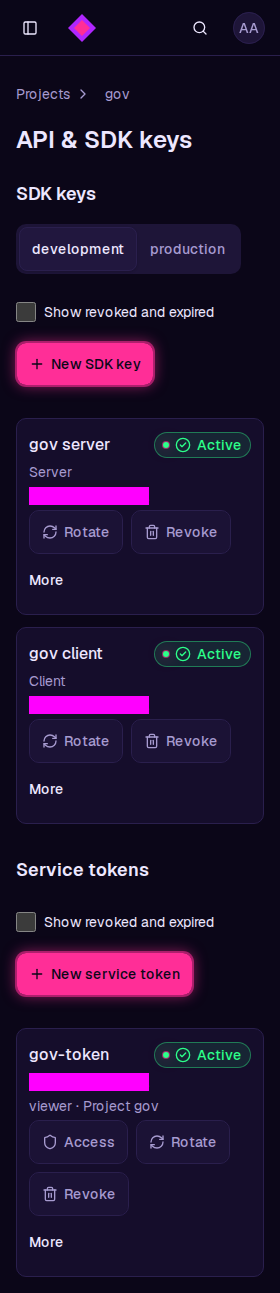 AA
Projects > gov
API & SDK keys
SDK keys
development production
Show revoked and expired
+ New SDK key
gov server Active
Server
Rotate Revoke
More
gov client Active
Client
Rotate Revoke
More
Service tokens
Show revoked and expired
+ New service token
gov-token Active
viewer · Project gov
Access Rotate
Revoke
More